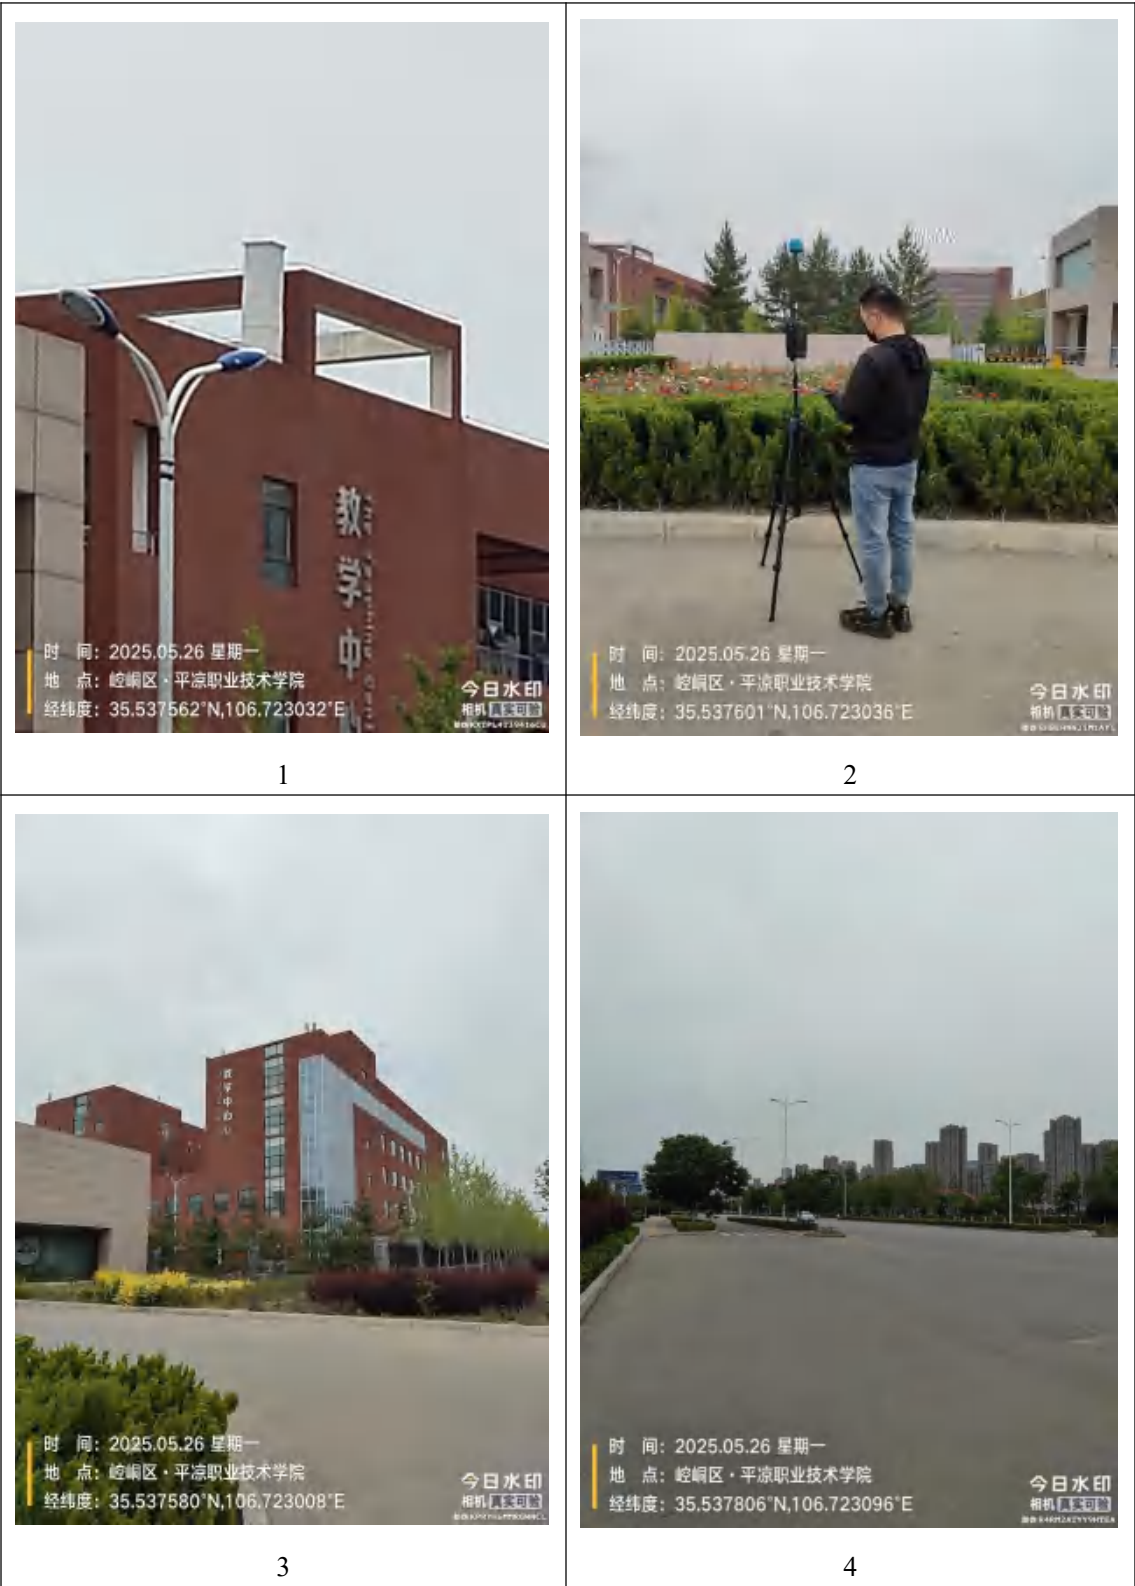 教学中心
时 间：2025.05.26 星期一
地 点：崆峒区·平凉职业技术学院
经纬度：35.537562°N,106.723032°E
今日水印
相机 真实可验
1
时 间：2025.05.26 星期一
地 点：崆峒区·平凉职业技术学院
经纬度：35.537601°N,106.723036°E
今日水印
相机 真实可验
2
教学中心
时 间：2025.05.26 星期一
地 点：崆峒区·平凉职业技术学院
经纬度：35.537580°N,106.723008°E
今日水印
相机 真实可验
3
时 间：2025.05.26 星期一
地 点：崆峒区·平凉职业技术学院
经纬度：35.537806°N,106.723096°E
今日水印
相机 真实可验
4